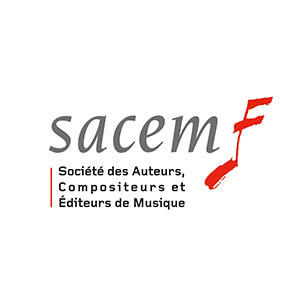 sacem
Société des Auteurs,
Compositeurs et
Éditeurs de Musique